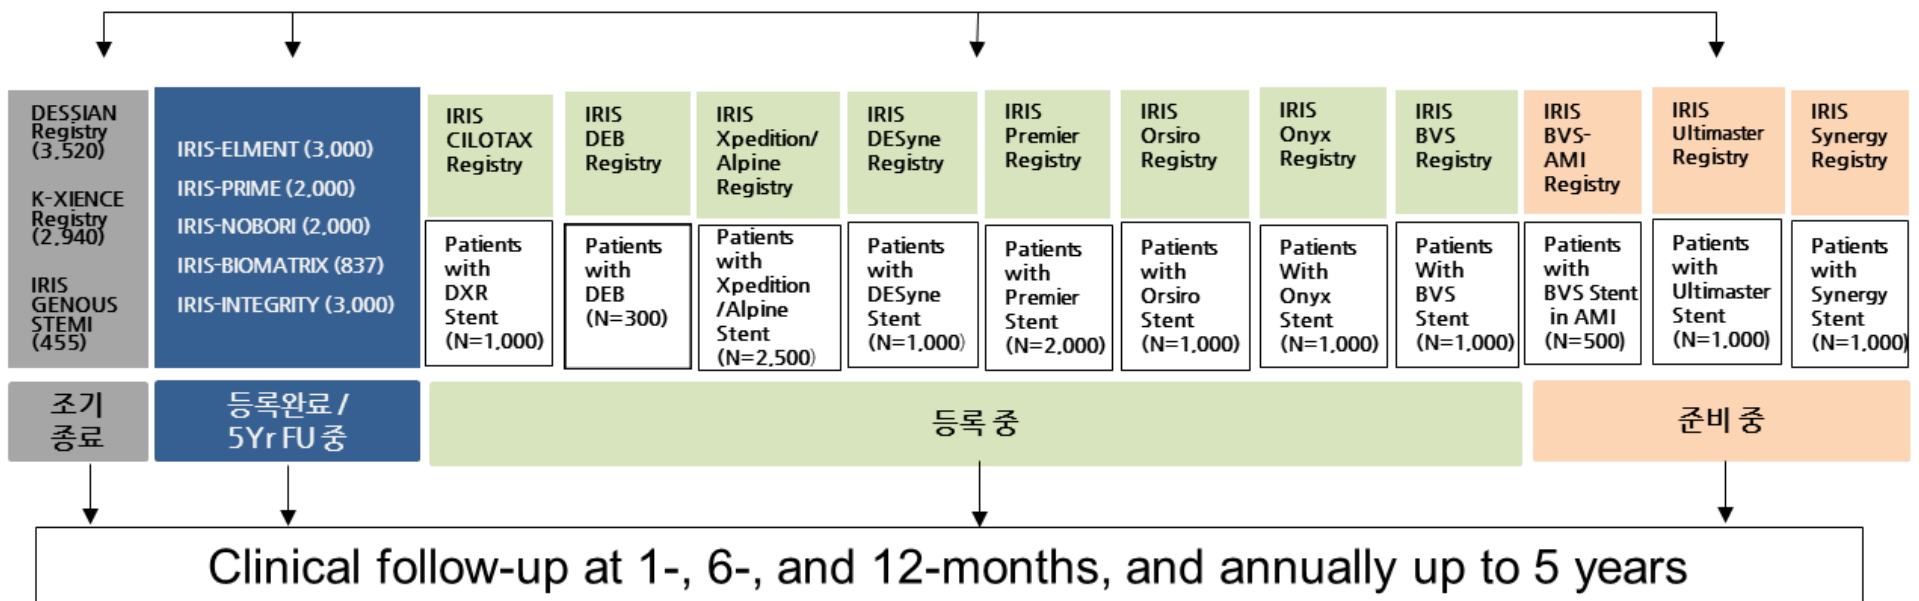 DESSIAN
Registry
(3,520)
K-XIENCE
Registry
(2,940)
IRIS
GENOUS
STEMI
(455)
IRIS-ELMENT (3,000)
IRIS-PRIME (2,000)
IRIS-NOBORI (2,000)
IRIS-BIOMATRIX (837)
IRIS-INTEGRITY (3,000)
IRIS
CILOTAX
Registry
IRIS
DEB
Registry
IRIS
Xpedition/
Alpine
Registry
IRIS
DESyne
Registry
IRIS
Premier
Registry
IRIS
Orsiro
Registry
IRIS
Onyx
Registry
IRIS
BVS
Registry
IRIS
BVS-
AMI
Registry
IRIS
Ultimaster
Registry
IRIS
Synergy
Registry
Patients
with
DXR
Stent
(N=1,000)
Patients
with
DEB
(N=300)
Patients
with
Xpedition
/Alpine
Stent
(N=2,500)
Patients
with
DESyne
Stent
(N=1,000)
Patients
with
Premier
Stent
(N=2,000)
Patients
with
Orsiro
Stent
(N=1,000)
Patients
With
Onyx
Stent
(N=1,000)
Patients
With
BVS
Stent
(N=1,000)
Patients
with
BVS Stent
in AMI
(N=500)
Patients
with
Ultimaster
Stent
(N=1,000)
Patients
with
Synergy
Stent
(N=1,000)
조기
종료
등록완료 /
5Yr FU 중
등록 중
준비 중
Clinical follow-up at 1-, 6-, and 12-months, and annually up to 5 years